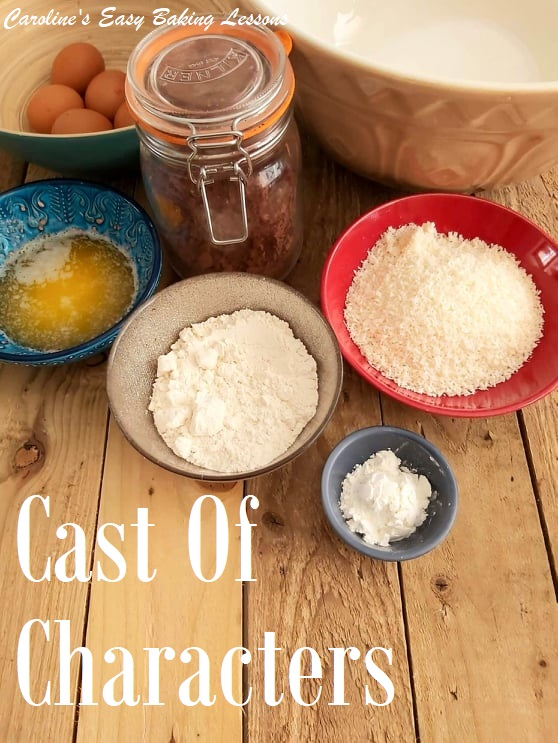 Caroline's Easy Baking Lessons
KILNER
Cast Of
Characters